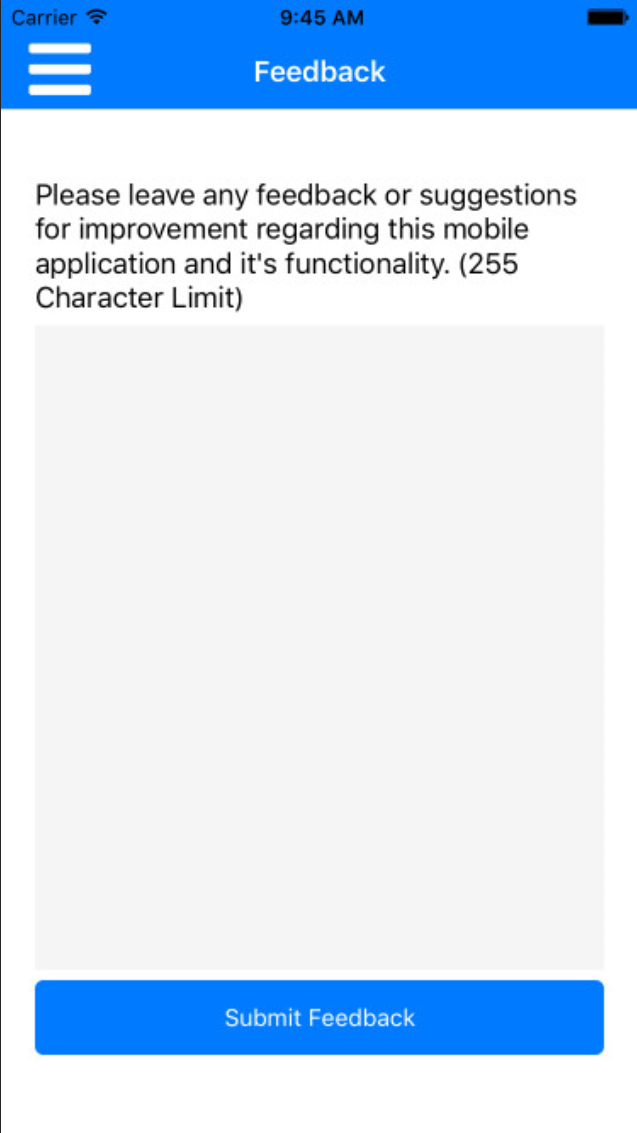 Carrier 9:45 AM
Feedback
Please leave any feedback or suggestions
for improvement regarding this mobile
application and it's functionality. (255
Character Limit)
Submit Feedback